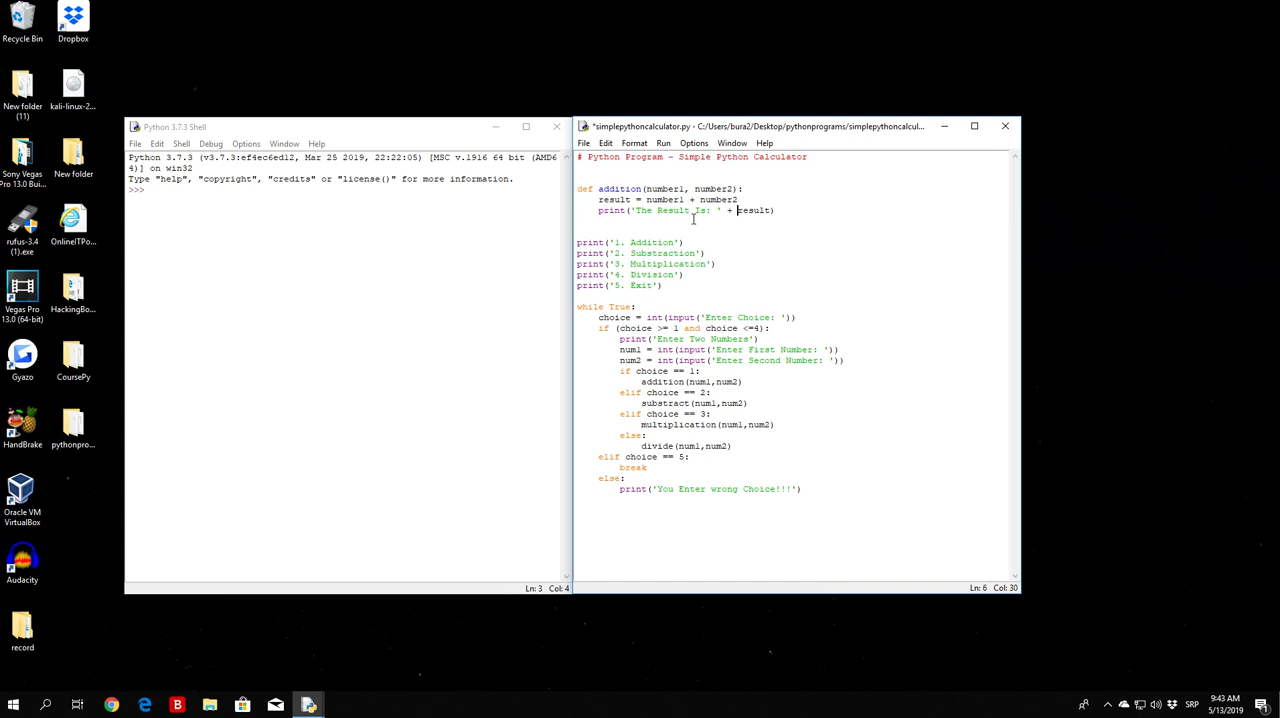 Recycle Bin
Dropbox
New folder
(11)
kali-linux-2...
Sony Vegas
Pro 13.0 Bui...
New folder
rufus-3.4
(1).exe
OnlineITPo...
Vegas Pro
13.0 (64-bit)
HackingBo...
Gyazo
CoursePy
HandBrake
pythonpro...
Oracle VM
VirtualBox
Audacity
record
Python 3.7.3 Shell
File Edit Shell Debug Options Window Help
Python 3.7.3 (v3.7.3:ef4ec6ed12, Mar 25 2019, 22:22:05) [MSC v.1916 64 bit (AMD6
4)] on win32
Type "help", "copyright", "credits" or "license()" for more information.
>>>
Ln: 3 Col: 4
*simplepythoncalculator.py - C:/Users/bura2/Desktop/pythonprograms/simplepythoncalcul...
File Edit Format Run Options Window Help
# Python Program - Simple Python Calculator
def addition(number1, number2):
result = number1 + number2
print('The Result Is: ' + result)
print('1. Addition')
print('2. Substraction')
print('3. Multiplication')
print('4. Division')
print('5. Exit')
while True:
choice = int(input('Enter Choice: '))
if (choice >= 1 and choice <=4):
print('Enter Two Numbers')
num1 = int(input('Enter First Number: '))
num2 = int(input('Enter Second Number: '))
if choice == 1:
addition(num1,num2)
elif choice == 2:
substract(num1,num2)
elif choice == 3:
multiplication(num1,num2)
else:
divide(num1,num2)
elif choice == 5:
break
else:
print('You Enter wrong Choice!!!')
Ln: 6 Col: 30
SRP
9:43 AM
5/13/2019